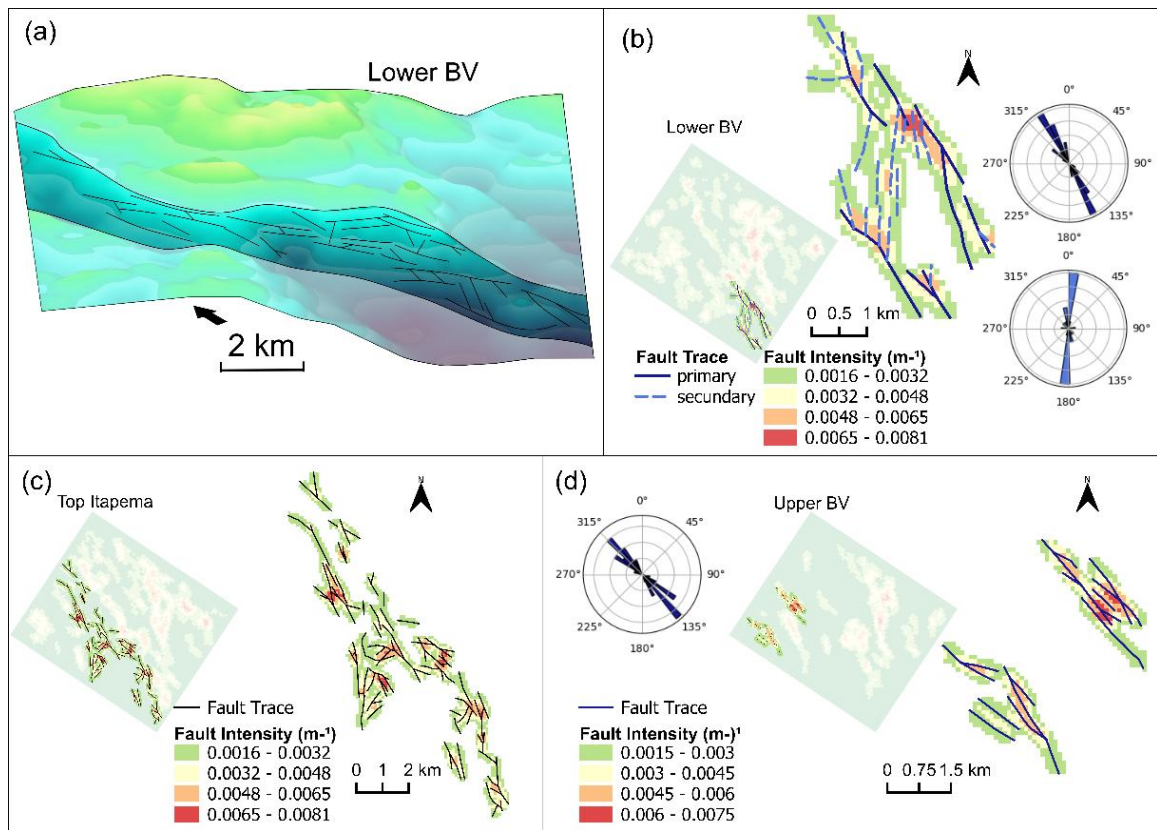 (a)
Lower BV
2 km
(b)
N
Lower BV
0 0.5 1 km
Fault Trace
primary
secundary
Fault Intensity (m-¹)
0.0016 - 0.0032
0.0032 - 0.0048
0.0048 - 0.0065
0.0065 - 0.0081
0°
315° 45°
270° 90°
225° 135°
180°
0°
315° 45°
270° 90°
225° 135°
180°
(c)
Top Itapema
N
Fault Trace
Fault Intensity (m-¹)
0.0016 - 0.0032
0.0032 - 0.0048
0.0048 - 0.0065
0.0065 - 0.0081
0 1 2 km
(d)
0°
315° 45°
270° 90°
225° 135°
180°
Upper BV
N
Fault Trace
Fault Intensity (m-)¹
0.0015 - 0.003
0.003 - 0.0045
0.0045 - 0.006
0.006 - 0.0075
0 0.75 1.5 km